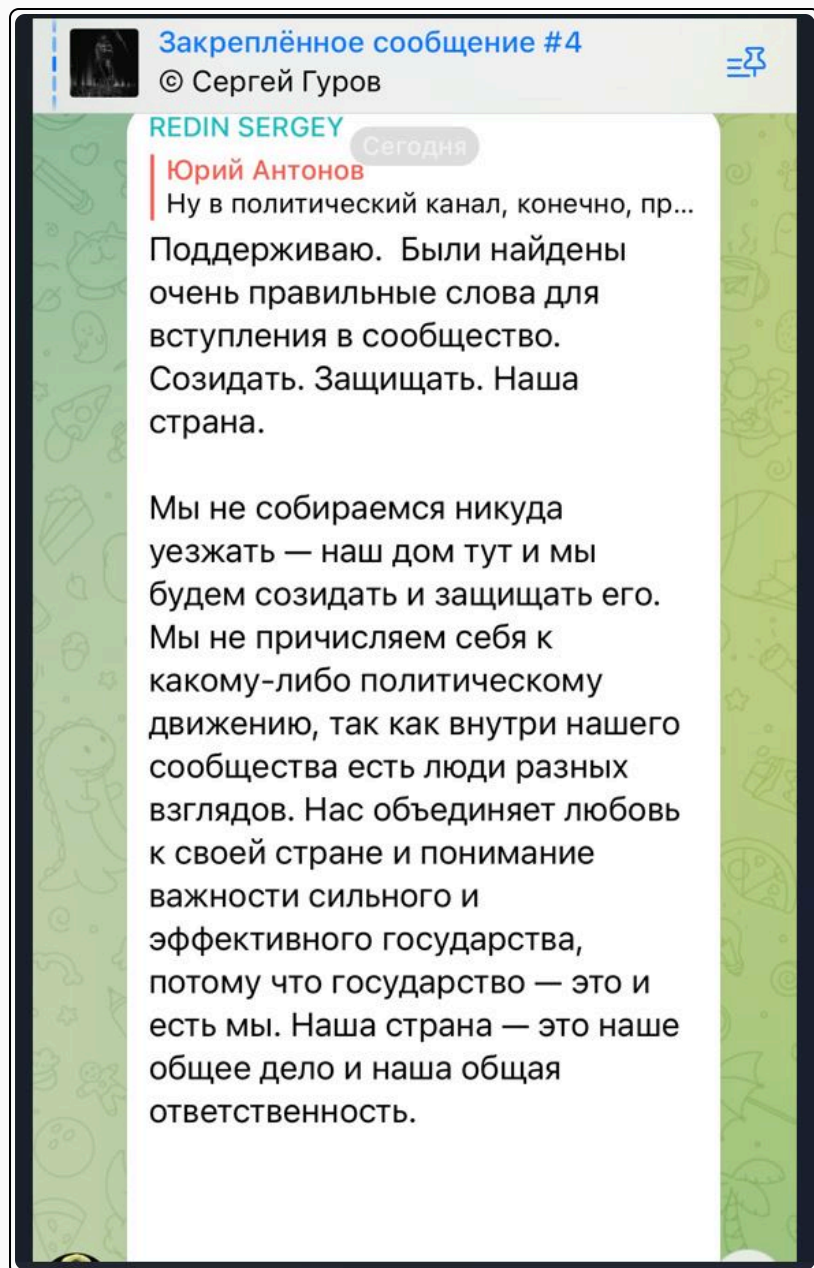 Закреплённое сообщение #4
© Сергей Гуров
REDIN SERGEY
Сегодня
Юрий Антонов
Ну в политический канал, конечно, пр...
Поддерживаю.  Были найдены
очень правильные слова для
вступления в сообщество.
Созидать. Защищать. Наша
страна.

Мы не собираемся никуда
уезжать — наш дом тут и мы
будем созидать и защищать его.
Мы не причисляем себя к
какому-либо политическому
движению, так как внутри нашего
сообщества есть люди разных
взглядов. Нас объединяет любовь
к своей стране и понимание
важности сильного и
эффективного государства,
потому что государство — это и
есть мы. Наша страна — это наше
общее дело и наша общая
ответственность.